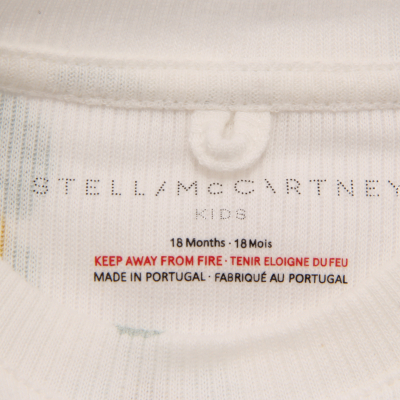 STELLA McCARTNEY
KIDS
18 Months · 18 Mois
KEEP AWAY FROM FIRE · TENIR ELOIGNE DU FEU
MADE IN PORTUGAL · FABRIQUÉ AU PORTUGAL